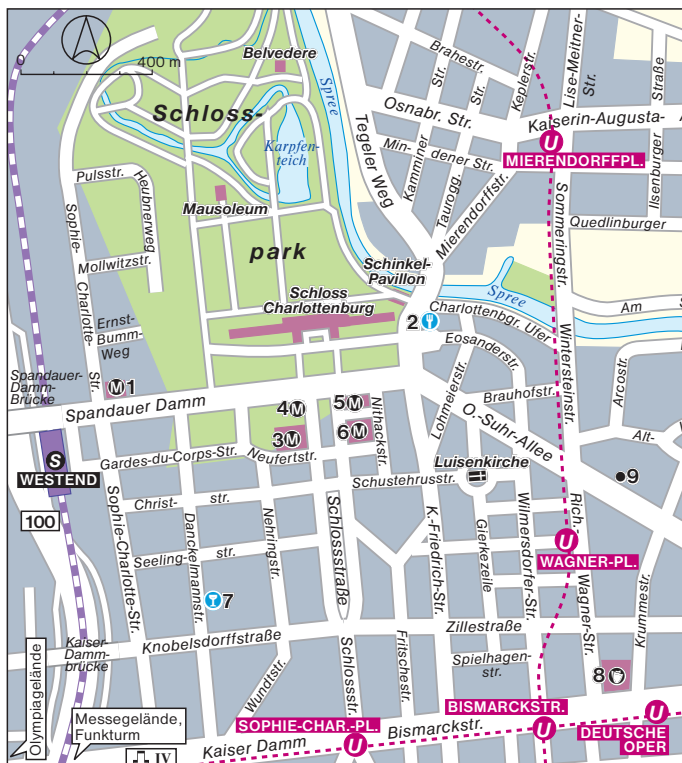 0
400 m
Belvedere
Schloss-
Karpfen-
teich
Spree
Tegeler Weg
Brahestr.
Osnabr. Str.
Str.
Str.
Keplerstr.
Lise-Meitner-
Str.
Straße
Ilsenburger
Kaiserin-Augusta-
U
MIERENDORFFPL.
Min-
dener Str.
Kamminer
Taurogg.
Mierendorffstr.
Sömmeringstr.
Quedlinburger
Pulsstr.
Heubnerweg
Mausoleum
Sophie-
Charlotte-
Str.
Mollwitzstr.
park
Schinkel-
Pavillon
Schloss
Charlottenburg
Spree
Am
2
Charlottenbgr. Ufer
Eosanderstr.
Ernst-
Bumm-
Weg
Spandauer-
Damm-
Brücke
M 1
Spandauer Damm
4 M
5 M
3 M
6 M
Nithackstr.
Lohmeierstr.
Brauhofstr.
Wintersteinstr.
Arcostr.
Alt-
O.-Suhr-Allee
S
WESTEND
Gardes-du-Corps-Str.
Neufertstr.
Luisenkirche
9
100
Christ-
str.
Schustehrusstr.
Sophie-Charlotte-Str.
Danckelmannstr.
Nehringstr.
Schlossstraße
K.-Friedrich-Str.
Gierkezeile
Wilmersdorfer-Str.
Rich.-
Wagner-Str.
U
WAGNER-PL.
Seeling-
str.
7
Krummestr.
Kaiser-
Damm-
brücke
Knobelsdorffstraße
Zillestraße
Spielhagen-
str.
Wundtstr.
Schlossstr.
Fritschestr.
8
Olympiagelände
Messegelände,
Funkturm
IV
SOPHIE-CHAR.-PL.
U
Kaiser Damm
Bismarckstr.
BISMARCKSTR.
U
U
DEUTSCHE
OPER